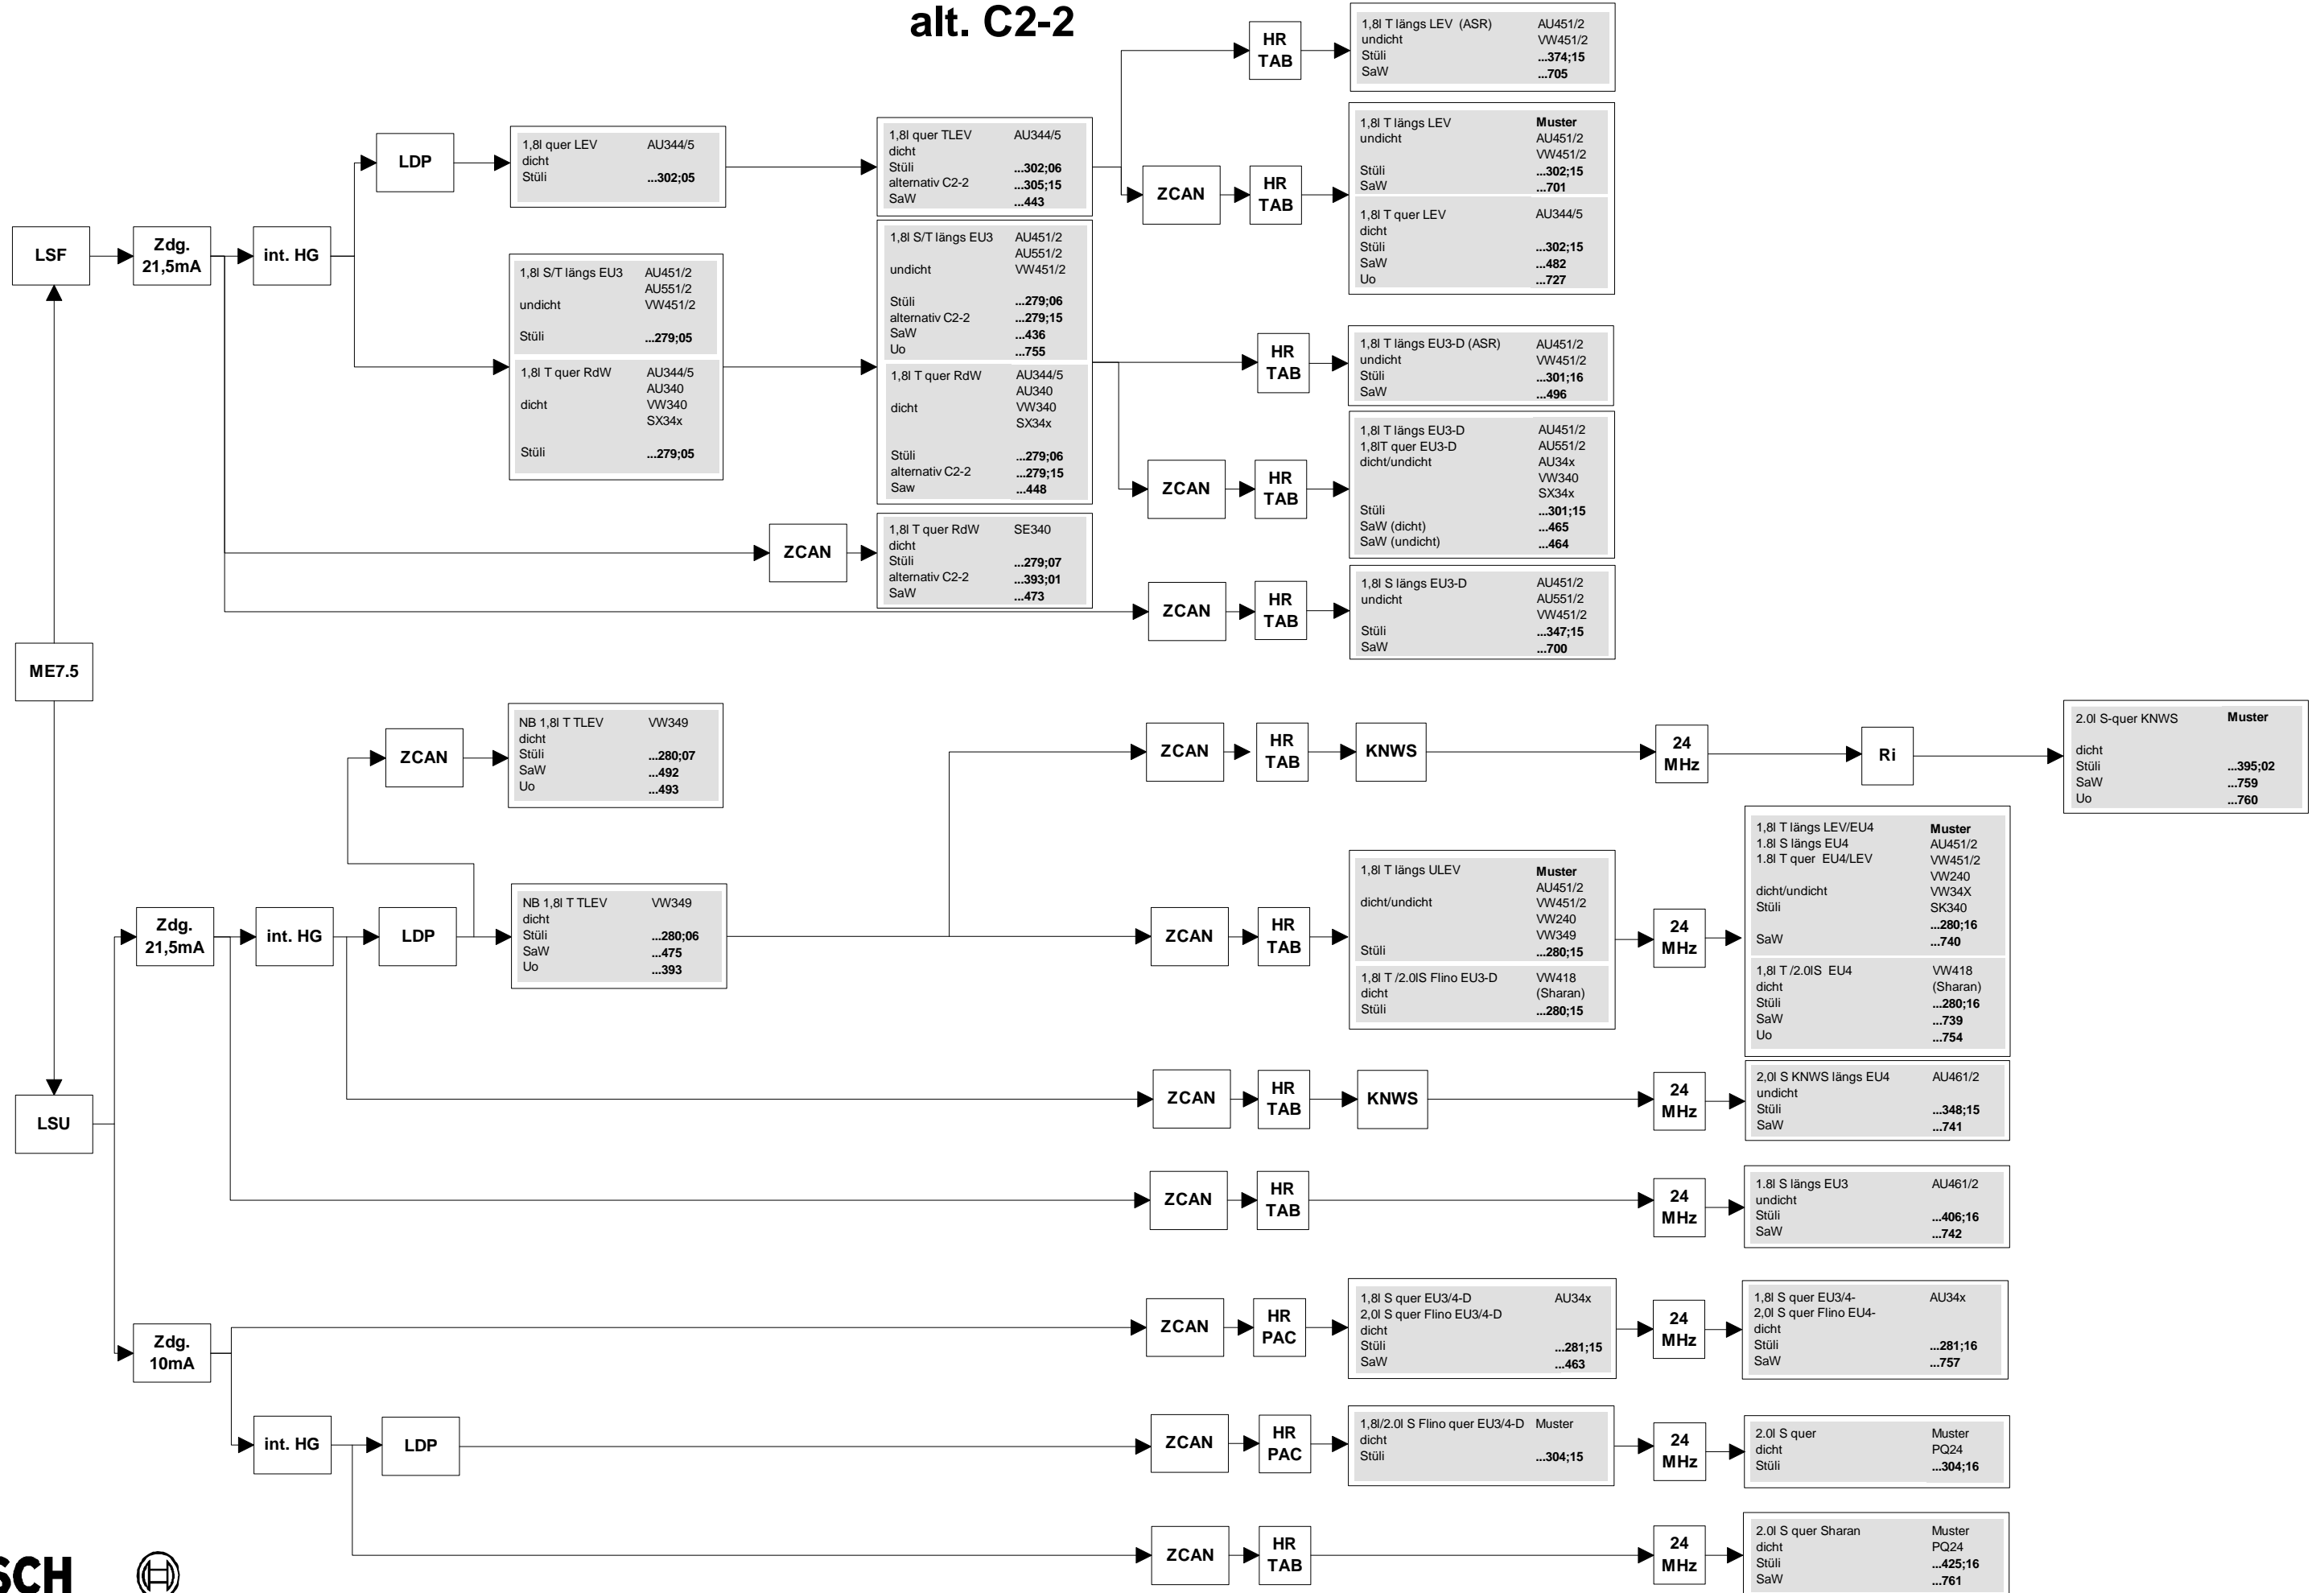 alt. C2-2
HR
TAB
1,8l T längs LEV (ASR) AU451/2
undicht VW451/2
Stüli ...374;15
SaW ...705
LDP
1,8l quer LEV AU344/5
dicht
Stüli ...302;05
1,8l quer TLEV AU344/5
dicht
Stüli ...302;06
alternativ C2-2 ...305;15
SaW ...443
ZCAN
HR
TAB
1,8l T längs LEV Muster
undicht AU451/2
VW451/2
Stüli ...302;15
SaW ...701
1,8l T quer LEV AU344/5
dicht
Stüli ...302;15
SaW ...482
Uo ...727
LSF
Zdg.
21,5mA
int. HG
1,8l S/T längs EU3 AU451/2
AU551/2
undicht VW451/2
Stüli ...279;05
1,8l T quer RdW AU344/5
AU340
dicht VW340
SX34x
Stüli ...279;05
1,8l S/T längs EU3 AU451/2
AU551/2
undicht VW451/2
Stüli ...279;06
alternativ C2-2 ...279;15
SaW ...436
Uo ...755
1,8l T quer RdW AU344/5
AU340
dicht VW340
SX34x
Stüli ...279;06
alternativ C2-2 ...279;15
Saw ...448
HR
TAB
1,8l T längs EU3-D (ASR) AU451/2
undicht VW451/2
Stüli ...301;16
SaW ...496
ZCAN
HR
TAB
1,8l T längs EU3-D AU451/2
1,8lT quer EU3-D AU551/2
dicht/undicht AU34x
VW340
SX34x
Stüli ...301;15
SaW (dicht) ...465
SaW (undicht) ...464
ZCAN
1,8l T quer RdW SE340
dicht
Stüli ...279;07
alternativ C2-2 ...393;01
SaW ...473
ZCAN
HR
TAB
1,8l S längs EU3-D AU451/2
undicht AU551/2
VW451/2
Stüli ...347;15
SaW ...700
ME7.5
ZCAN
NB 1,8l T TLEV VW349
dicht
Stüli ...280;07
SaW ...492
Uo ...493
ZCAN
HR
TAB
KNWS
24
MHz
Ri
2.0l S-quer KNWS Muster
dicht
Stüli ...395;02
SaW ...759
Uo ...760
Zdg.
21,5mA
int. HG
LDP
NB 1,8l T TLEV VW349
dicht
Stüli ...280;06
SaW ...475
Uo ...393
ZCAN
HR
TAB
1,8l T längs ULEV Muster
AU451/2
dicht/undicht VW451/2
VW240
VW349
Stüli ...280;15
1,8l T /2.0lS Flino EU3-D VW418
dicht (Sharan)
Stüli ...280;15
24
MHz
1,8l T längs LEV/EU4 Muster
1.8l S längs EU4 AU451/2
1.8l T quer EU4/LEV VW451/2
VW240
dicht/undicht VW34X
Stüli SK340
...280;16
SaW ...740
1,8l T /2.0lS EU4 VW418
dicht (Sharan)
Stüli ...280;16
SaW ...739
Uo ...754
LSU
ZCAN
HR
TAB
KNWS
24
MHz
2,0l S KNWS längs EU4 AU461/2
undicht
Stüli ...348;15
SaW ...741
ZCAN
HR
TAB
24
MHz
1.8l S längs EU3 AU461/2
undicht
Stüli ...406;16
SaW ...742
Zdg.
10mA
ZCAN
HR
PAC
1,8l S quer EU3/4-D AU34x
2,0l S quer Flino EU3/4-D
dicht
Stüli ...281;15
SaW ...463
24
MHz
1,8l S quer EU3/4- AU34x
2,0l S quer Flino EU4-
dicht
Stüli ...281;16
SaW ...757
int. HG
LDP
ZCAN
HR
PAC
1,8l/2.0l S Flino quer EU3/4-D Muster
dicht
Stüli ...304;15
24
MHz
2.0l S quer Muster
dicht PQ24
Stüli ...304;16
ZCAN
HR
TAB
24
MHz
2.0l S quer Sharan Muster
dicht PQ24
Stüli ...425;16
SaW ...761
SCH